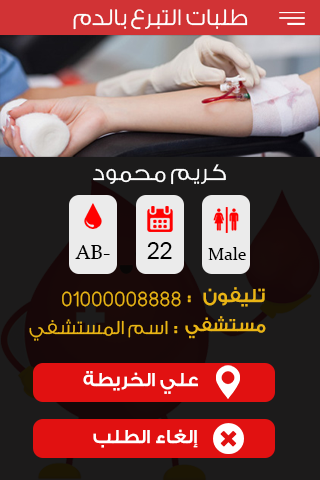 طلبات التبرع بالدم
كريم محمود
Male
22
AB-
تليفون : 01000008888
مستشفي : اسم المستشفي
علي الخريطة
إلغاء الطلب